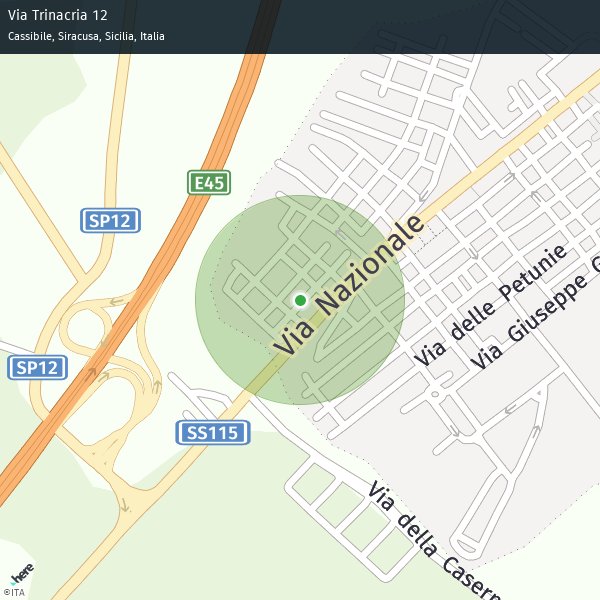 Via Trinacria 12
Cassibile, Siracusa, Sicilia, Italia
E45
SP12
Via Nazionale
Via delle Petunie
Via Giuseppe G
SP12
SS115
Via della Caserm
here
©ITA